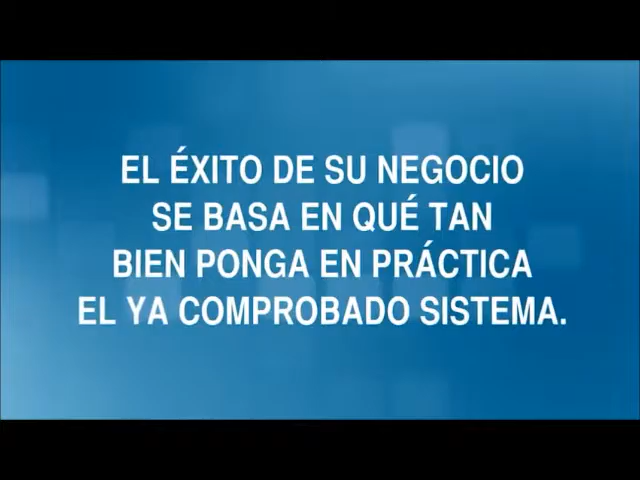 EL ÉXITO DE SU NEGOCIO
SE BASA EN QUÉ TAN
BIEN PONGA EN PRÁCTICA
EL YA COMPROBADO SISTEMA.